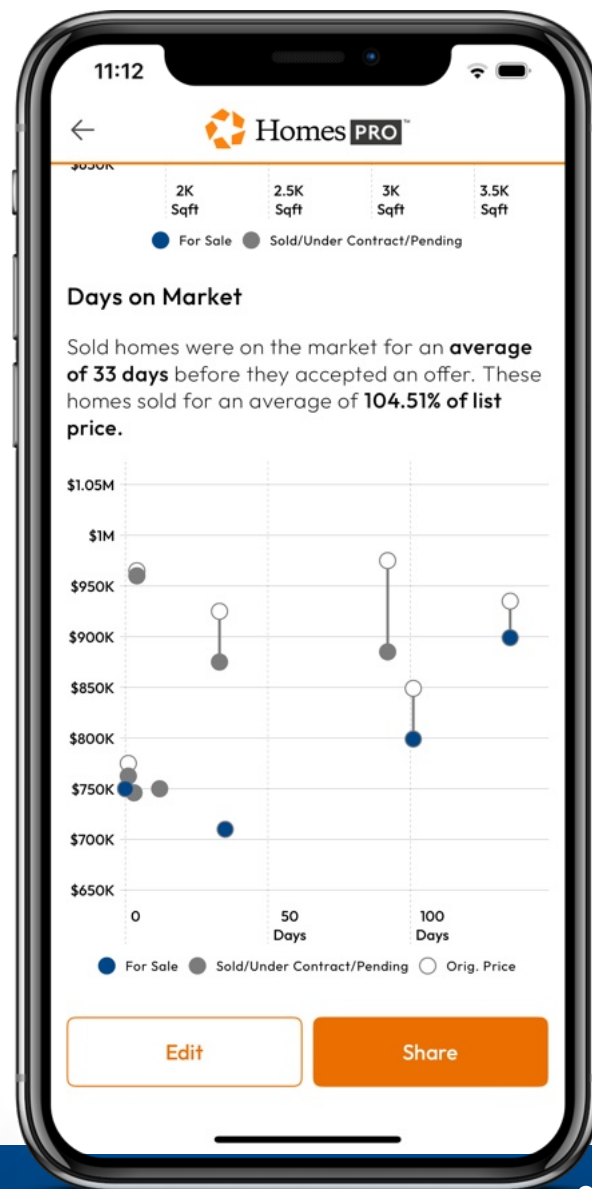 11:12
Homes PRO™
$650K
2K 2.5K 3K 3.5K
Sqft Sqft Sqft Sqft
For Sale Sold/Under Contract/Pending
Days on Market
Sold homes were on the market for an average
of 33 days before they accepted an offer. These
homes sold for an average of 104.51% of list
price.
$1.05M
$1M
$950K
$900K
$850K
$800K
$750K
$700K
$650K
0 50 100
Days Days
For Sale Sold/Under Contract/Pending Orig. Price
Edit Share